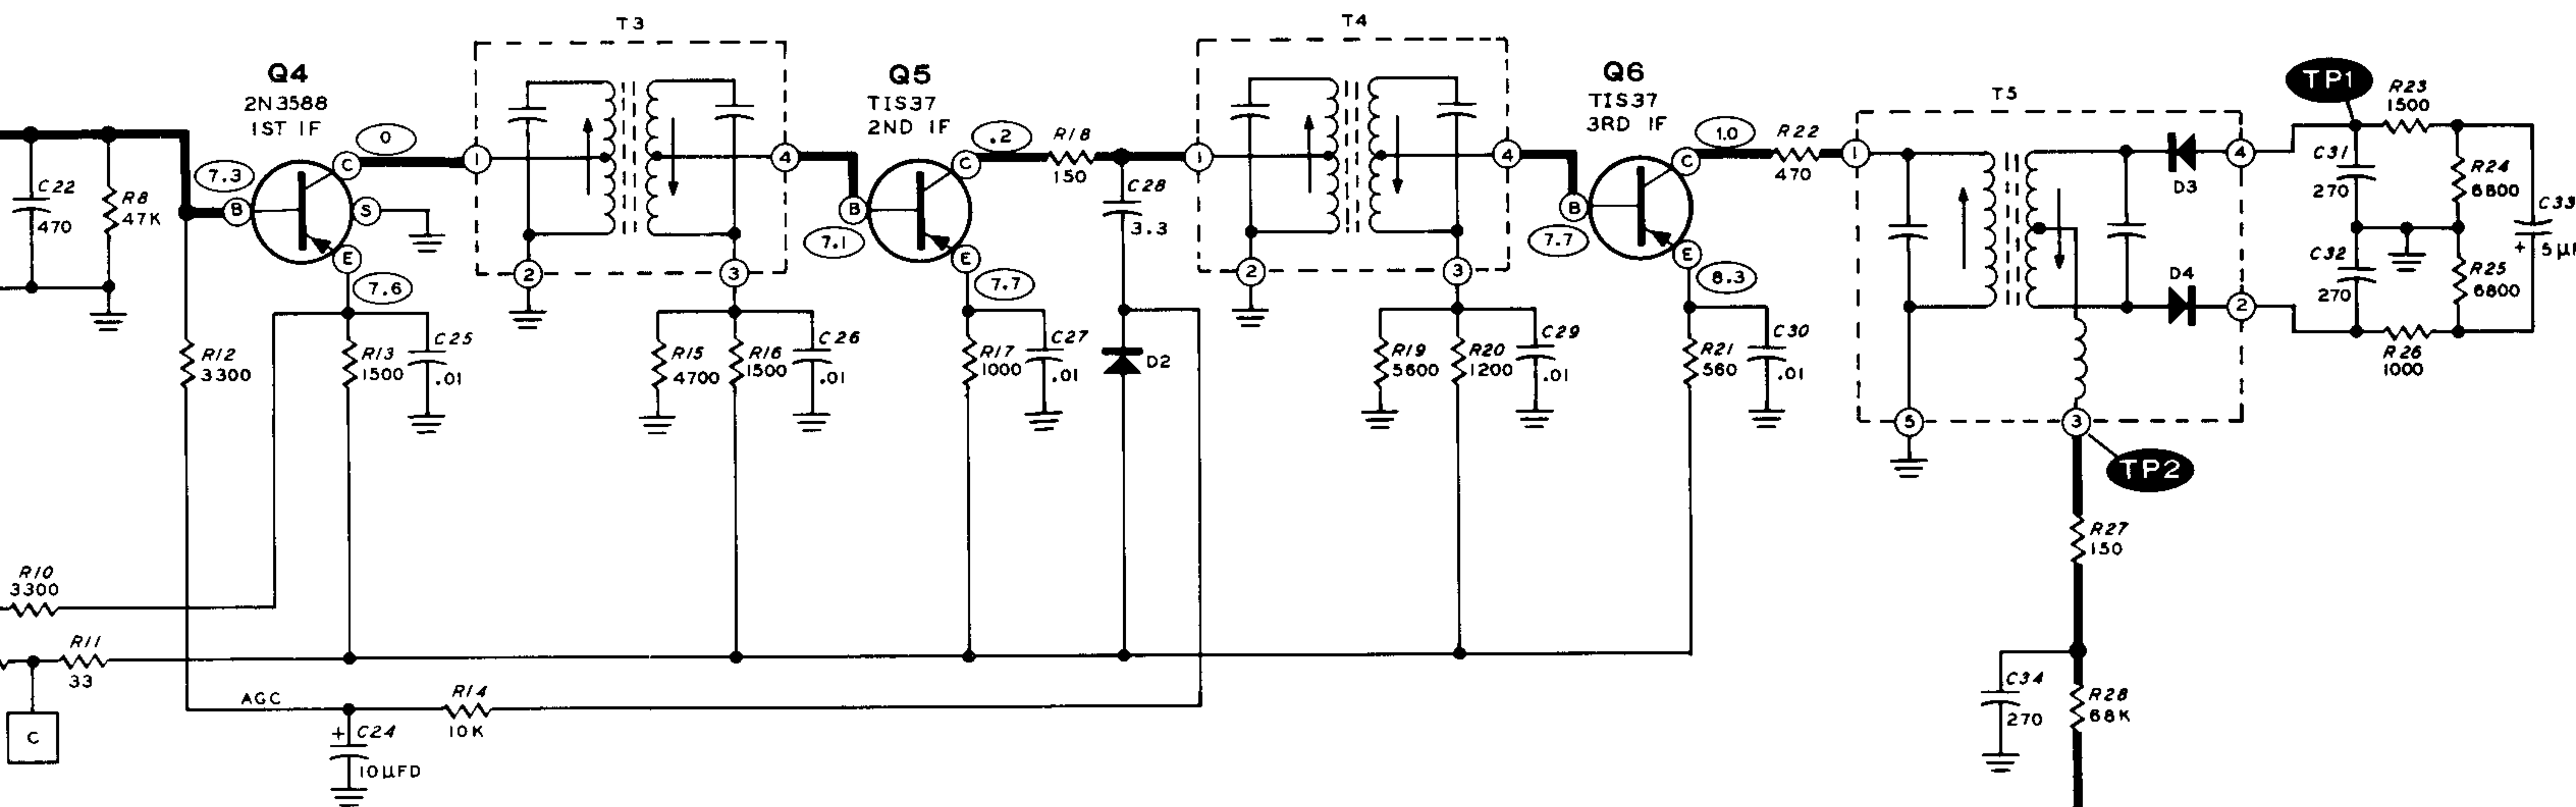 T3
T4
T5
Q4
2N3588
1ST IF
Q5
TIS37
2ND IF
Q6
TIS37
3RD IF
TP1
R23
1500
0
.2
R18
150
1.0
R22
470
1
4
1
4
1
4
C
C
C
7.3
C22
470
R8
47K
B
S
B
B
7.1
7.7
C28
3.3
D3
C31
270
R24
6800
C33
+ 5µF
E
E
E
7.6
7.7
8.3
2
3
2
3
D4
2
C32
270
R25
6800
R26
1000
R12
3300
R13
1500
C25
.01
R15
4700
R16
1500
C26
.01
R17
1000
C27
.01
D2
R19
5600
R20
1200
C29
.01
R21
560
C30
.01
5
3
TP2
R27
150
R10
3300
R11
33
C
AGC
R14
10K
+ C24
10µFD
C34
270
R28
68K